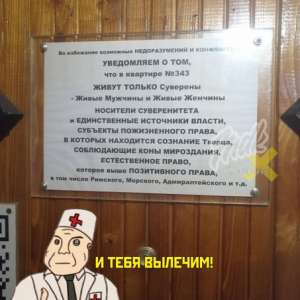 Во избежание возможных НЕДОРАЗУМЕНИЙ И
УВЕДОМЛЯЕМ О ТОМ,
что в квартире №343
ЖИВУТ ТОЛЬКО Суверены
- Живые Мужчины и Живые Женчины
НОСИТЕЛИ СУВЕРЕНИТЕТА
и ЕДИНСТВЕННЫЕ ИСТОЧНИКИ ВЛАСТИ,
СУБЪЕКТЫ ПОЖИЗНЕННОГО ПРАВА,
В КОТОРЫХ НАХОДИТСЯ СОЗНАНИЕ Творца,
СОБЛЮДАЮЩИЕ КОНЫ МИРОЗДАНИЯ,
ЕСТЕСТВЕННОЕ ПРАВО,
которое выше ПОЗИТИВНОГО ПРАВА,
в том числе Римского, Морского, Адмиралтейского и т.д.
И ТЕБЯ ВЫЛЕЧИМ!